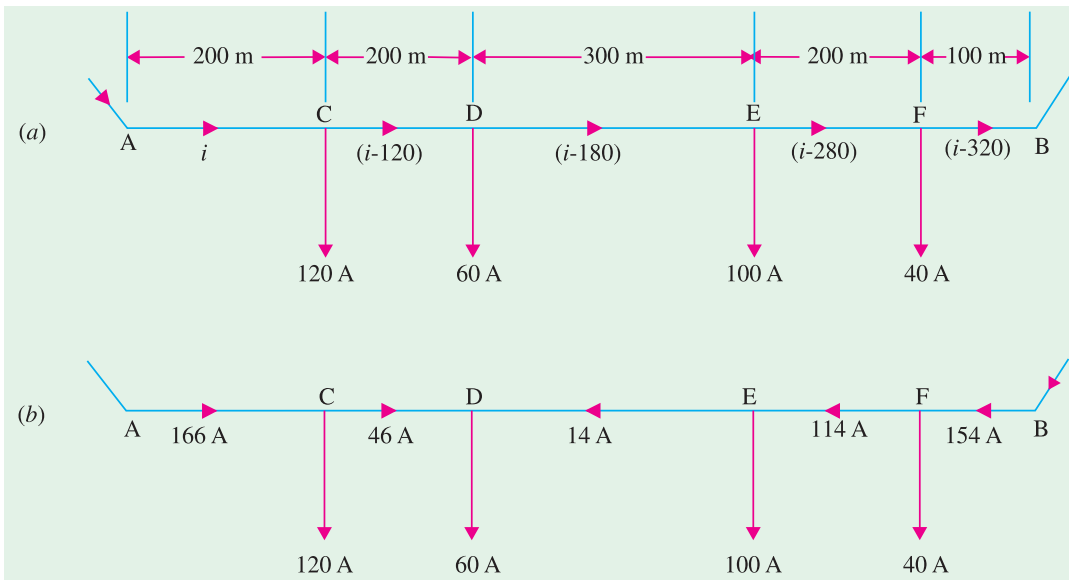 200 m 200 m 300 m 200 m 100 m
(a)
A C D E F B
i (i-120) (i-180) (i-280) (i-320)
120 A 60 A 100 A 40 A
(b)
A C D E F B
166 A 46 A 14 A 114 A 154 A
120 A 60 A 100 A 40 A